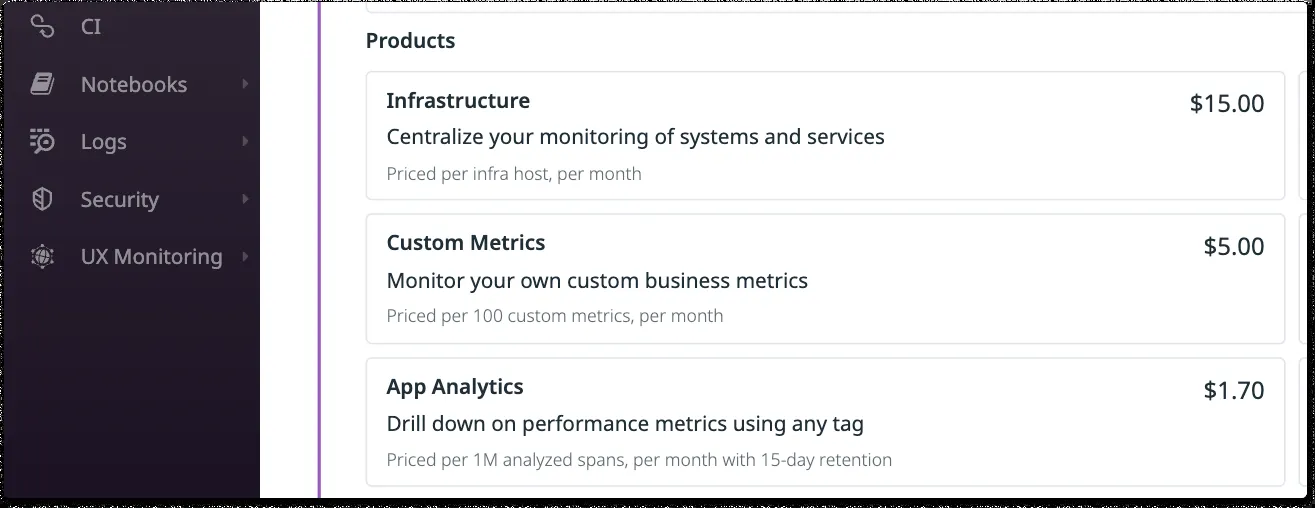 CI
Notebooks
Logs
Security
UX Monitoring
Products
Infrastructure
$15.00
Centralize your monitoring of systems and services
Priced per infra host, per month
Custom Metrics
$5.00
Monitor your own custom business metrics
Priced per 100 custom metrics, per month
App Analytics
$1.70
Drill down on performance metrics using any tag
Priced per 1M analyzed spans, per month with 15-day retention